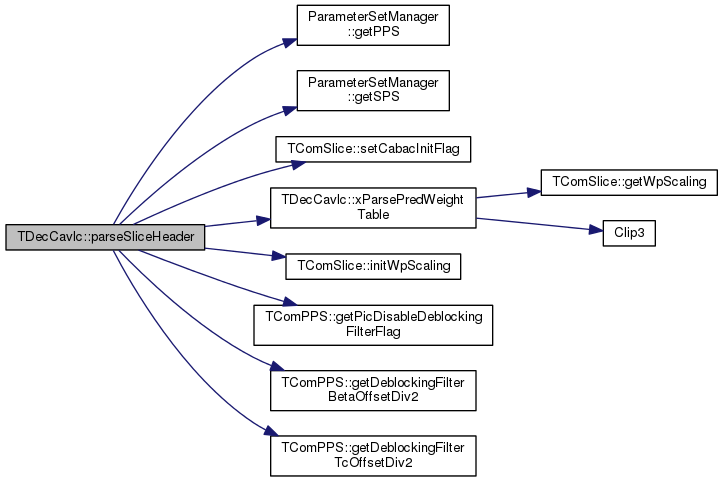 ParameterSetManager
::getPPS
ParameterSetManager
::getSPS
TComSlice::setCabacInitFlag
TDecCavlc::xParsePredWeight
Table
TComSlice::getWpScaling
Clip3
TDecCavlc::parseSliceHeader
TComSlice::initWpScaling
TComPPS::getPicDisableDeblocking
FilterFlag
TComPPS::getDeblockingFilter
BetaOffsetDiv2
TComPPS::getDeblockingFilter
TcOffsetDiv2